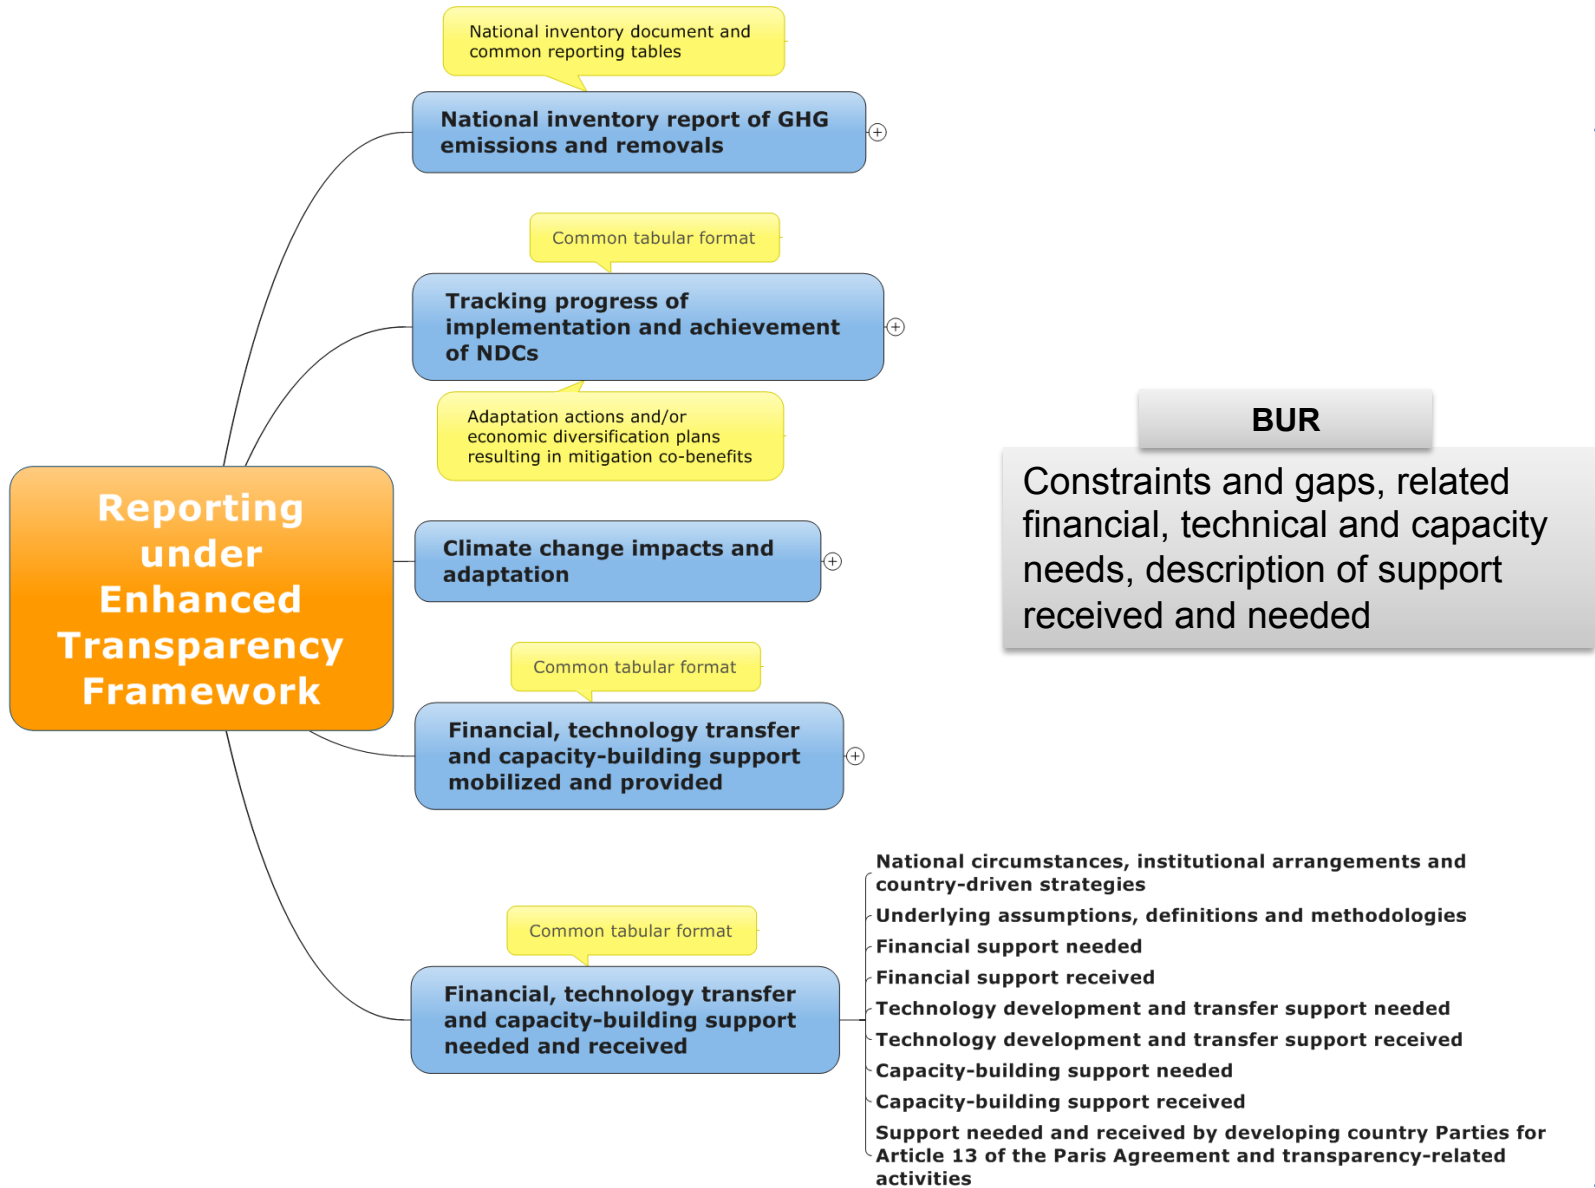 National inventory document and
common reporting tables
National inventory report of GHG
emissions and removals
Common tabular format
Tracking progress of
implementation and achievement
of NDCs
Adaptation actions and/or
economic diversification plans
resulting in mitigation co-benefits
BUR
Constraints and gaps, related
financial, technical and capacity
needs, description of support
received and needed
Reporting
under
Enhanced
Transparency
Framework
Climate change impacts and
adaptation
Common tabular format
Financial, technology transfer
and capacity-building support
mobilized and provided
Common tabular format
Financial, technology transfer
and capacity-building support
needed and received
National circumstances, institutional arrangements and
country-driven strategies
Underlying assumptions, definitions and methodologies
Financial support needed
Financial support received
Technology development and transfer support needed
Technology development and transfer support received
Capacity-building support needed
Capacity-building support received
Support needed and received by developing country Parties for
Article 13 of the Paris Agreement and transparency-related
activities